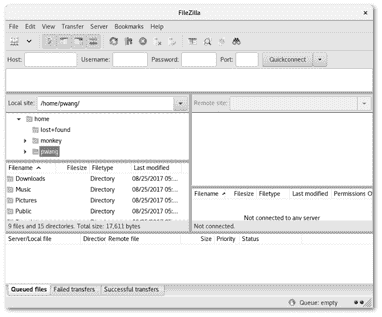 FileZilla
File Edit View Transfer Server Bookmarks Help
Host: Username: Password: Port: Quickconnect
Local site: /home/pwang/ Remote site:
home
lost+found
monkey
pwang
Filename Filesize Filetype Last modified
Downloads Directory 08/25/2017 05:...
Music Directory 08/25/2017 05:...
Pictures Directory 08/25/2017 05:...
Public Directory 08/25/2017 05:...
9 files and 15 directories. Total size: 17,611 bytes
Filename Filesize Filetype Last modified Permissions O
Not connected to any server
Not connected.
Server/Local file Direction Remote file Size Priority Status
Queued files Failed transfers Successful transfers
Queue: empty